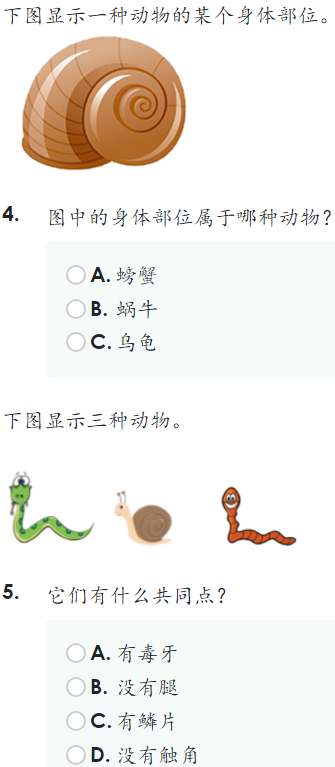 下图显示一种动物的某个身体部位。
4. 图中的身体部位属于哪种动物？
A. 螃蟹
B. 蜗牛
C. 乌龟
下图显示三种动物。
5. 它们有什么共同点？
A. 有毒牙
B. 没有腿
C. 有鳞片
D. 没有触角